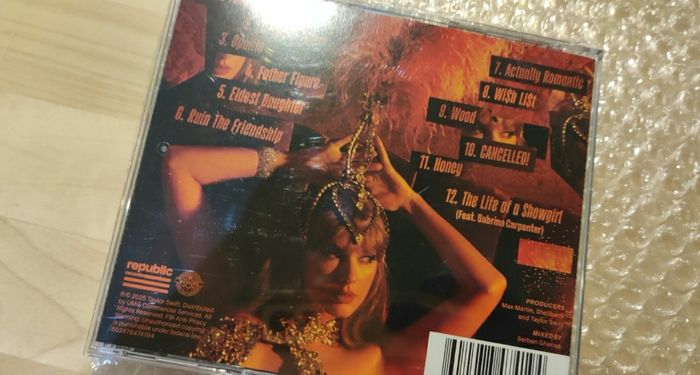 3. Opalite
4. Father Figure
5. Eldest Daughter
6. Ruin The Friendship
7. Actually Romantic
8. WI$H LI$T
9. Wood
10. CANCELLED!
11. Honey
12. The Life of a Showgirl
(Feat. Sabrina Carpenter)
republic
records
℗ © 2025 Taylor Swift. Distributed
by UMG Commercial Services. All
Rights Reserved. FBI Anti-Piracy
Warning: Unauthorized copying
is punishable under federal law.
602478474194
PRODUCERS
Max Martin, Shellback
and Taylor Swift
MIXED BY
Serban Ghenea